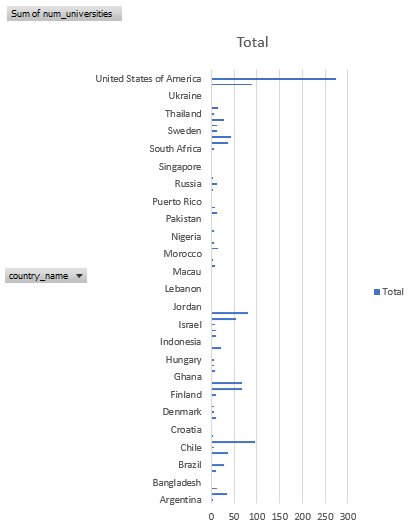 Sum of num_universities
Total
United States of America
Ukraine
Thailand
Sweden
South Africa
Singapore
Russia
Puerto Rico
Pakistan
Nigeria
Morocco
Macau
country_name
Lebanon
Total
Jordan
Israel
Indonesia
Hungary
Ghana
Finland
Denmark
Croatia
Chile
Brazil
Bangladesh
Argentina
0 50 100 150 200 250 300